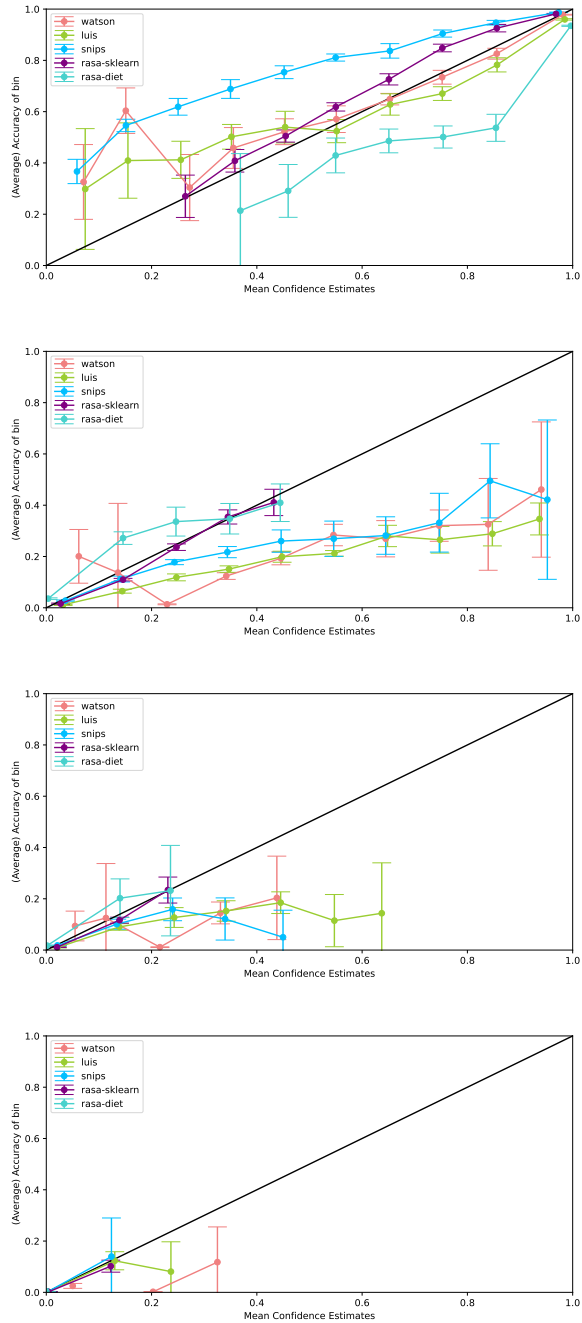 1.0
0.8
0.6
0.4
0.2
0.0
(Average) Accuracy of bin
watson
luis
snips
rasa-sklearn
rasa-diet
0.0 0.2 0.4 0.6 0.8 1.0
Mean Confidence Estimates
1.0
0.8
0.6
0.4
0.2
0.0
(Average) Accuracy of bin
watson
luis
snips
rasa-sklearn
rasa-diet
0.0 0.2 0.4 0.6 0.8 1.0
Mean Confidence Estimates
1.0
0.8
0.6
0.4
0.2
0.0
(Average) Accuracy of bin
watson
luis
snips
rasa-sklearn
rasa-diet
0.0 0.2 0.4 0.6 0.8 1.0
Mean Confidence Estimates
1.0
0.8
0.6
0.4
0.2
0.0
(Average) Accuracy of bin
watson
luis
snips
rasa-sklearn
rasa-diet
0.0 0.2 0.4 0.6 0.8 1.0
Mean Confidence Estimates